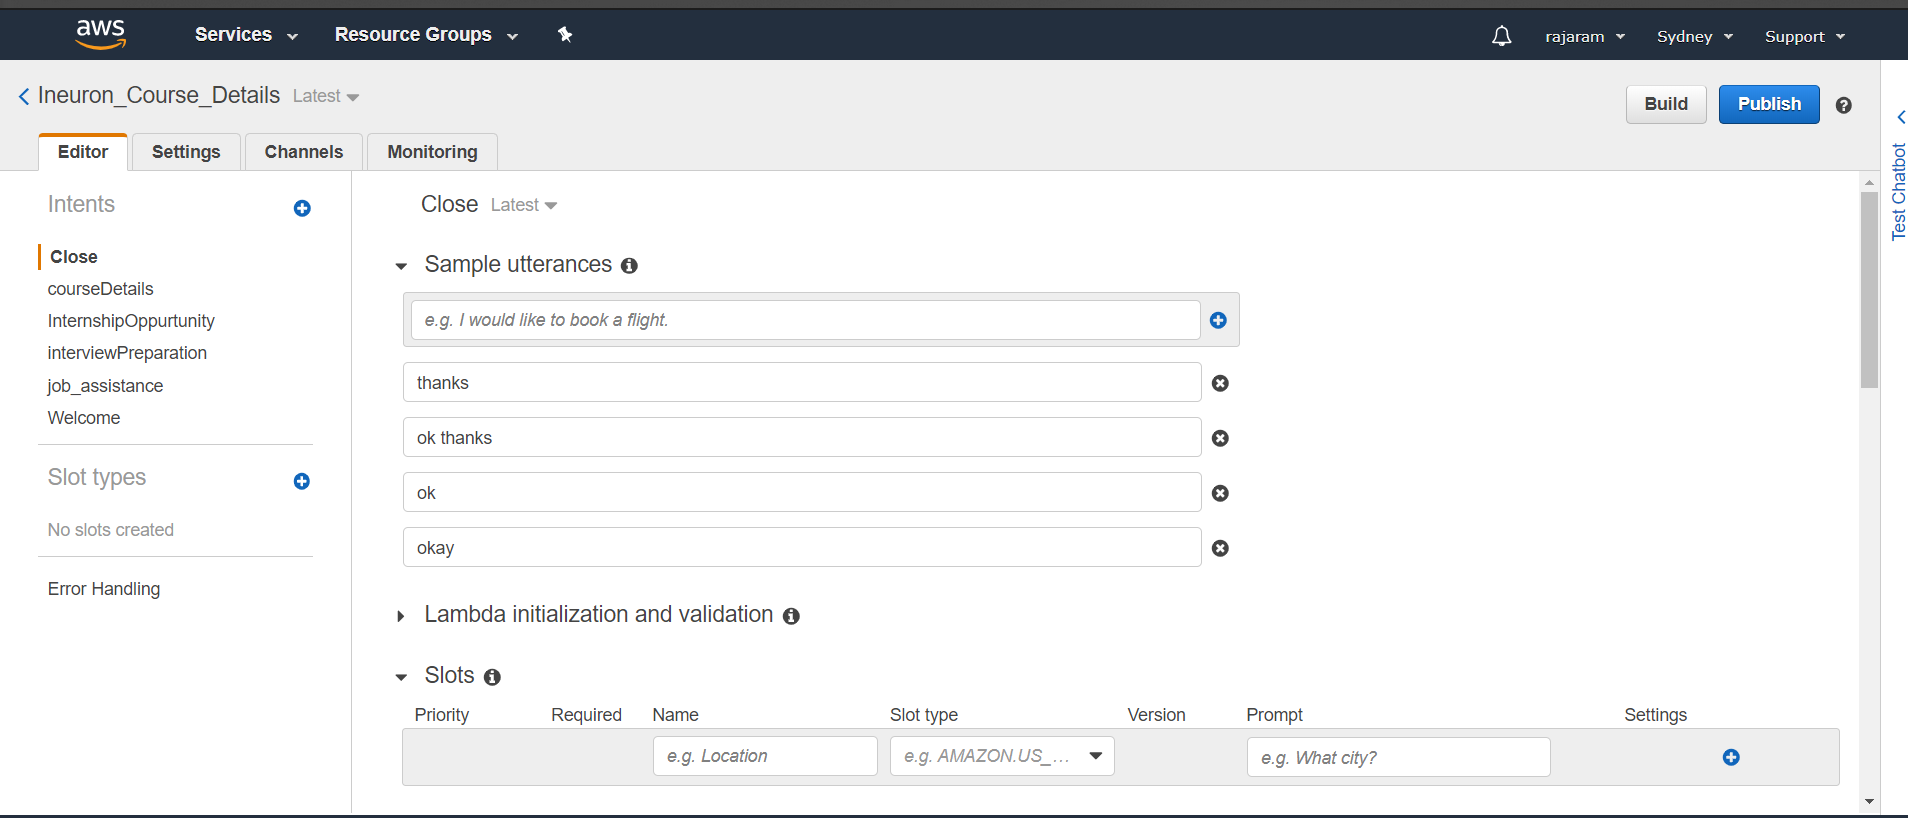 aws Services Resource Groups rajaram Sydney Support
Ineuron_Course_Details Latest
Build Publish
Editor Settings Channels Monitoring
Test Chatbot
Intents
Close
courseDetails
InternshipOppurtunity
interviewPreparation
job_assistance
Welcome
Slot types
No slots created
Error Handling
Close Latest
Sample utterances
e.g. I would like to book a flight.
thanks
ok thanks
ok
okay
Lambda initialization and validation
Slots
Priority Required Name Slot type Version Prompt Settings
e.g. Location e.g. AMAZON.US_... e.g. What city?